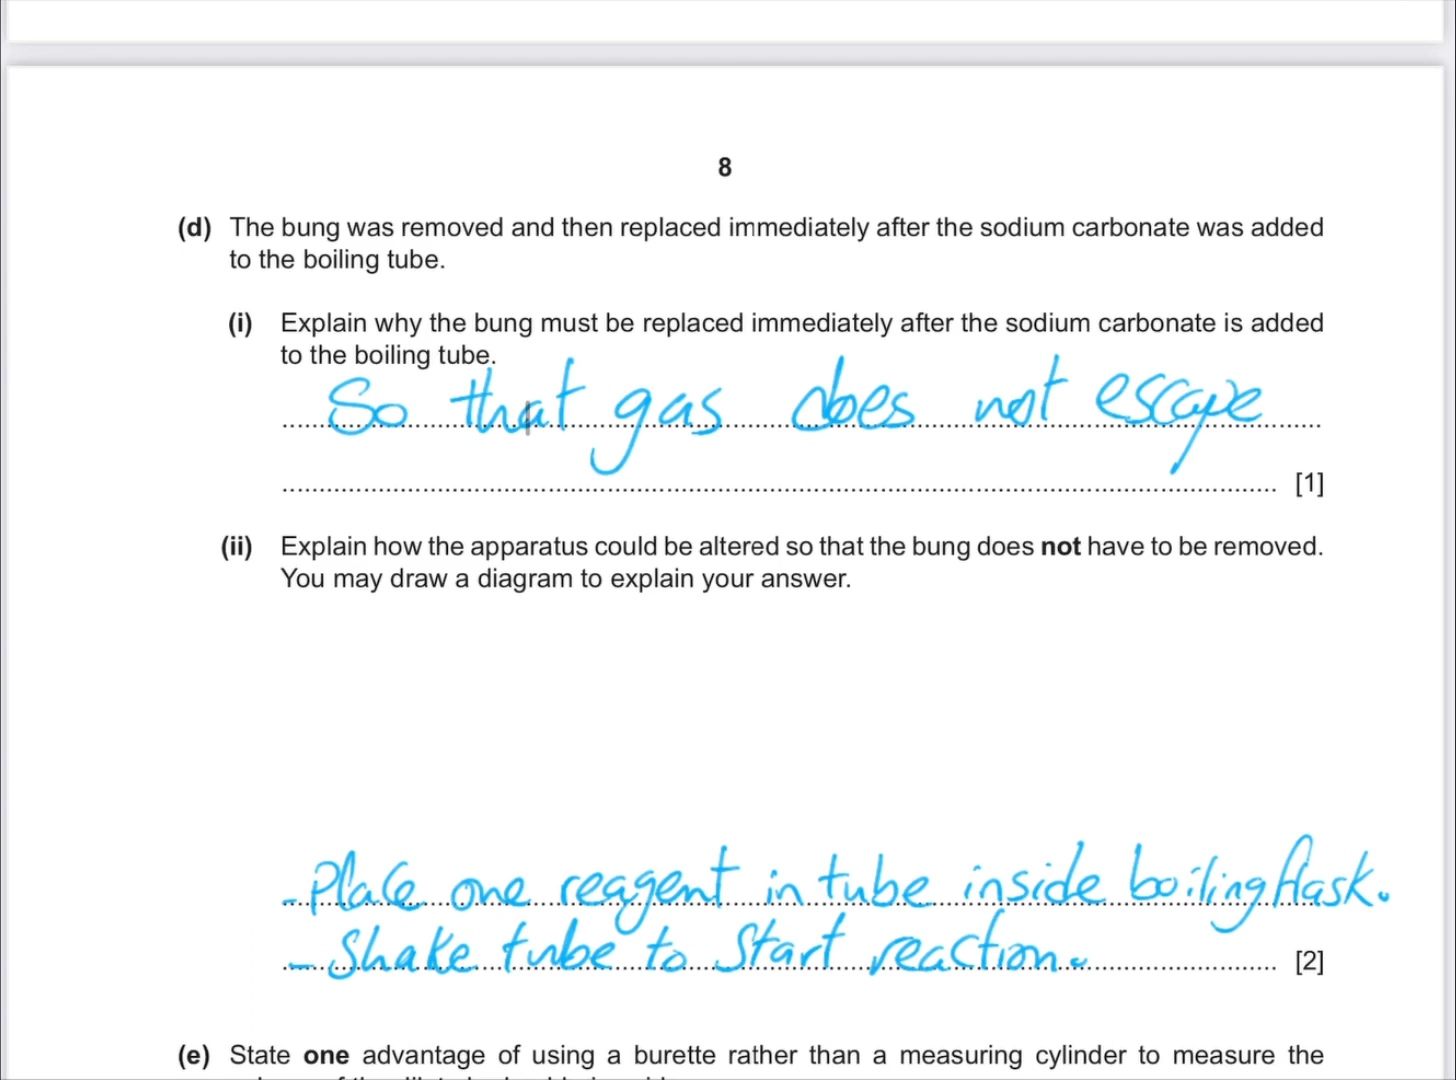 8
(d) The bung was removed and then replaced immediately after the sodium carbonate was added
to the boiling tube.
(i) Explain why the bung must be replaced immediately after the sodium carbonate is added
to the boiling tube.
So that gas does not escape
[1]
(ii) Explain how the apparatus could be altered so that the bung does not have to be removed.
You may draw a diagram to explain your answer.
- Place one reagent in tube inside boiling flask.
- Shake tube to start reaction. [2]
(e) State one advantage of using a burette rather than a measuring cylinder to measure the